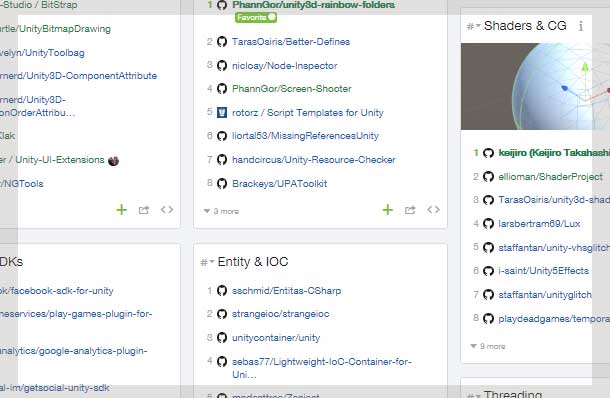 -Studio / BitStrap
rtle/UnityBitmapDrawing
velyn/UnityToolbag
ernerd/Unity3D-ComponentAttribute
ernerd/Unity3D-
onOrderAttribu...
Klak
er / Unity-UI-Extensions
t/NGTools
1 PhannGor/unity3d-rainbow-folders
Favorite
2 TarasOsiris/Better-Defines
3 nicloay/Node-Inspector
4 PhannGor/Screen-Shooter
5 rotorz / Script Templates for Unity
6 liortal53/MissingReferencesUnity
7 handcircus/Unity-Resource-Checker
8 Brackeys/UPAToolkit
3 more
# Shaders & CG i
1 keijiro (Keijiro Takahashi
2 ellioman/ShaderProject
3 TarasOsiris/unity3d-shad
4 larsbertram69/Lux
5 staffantan/unity-vhsglitch
6 i-saint/Unity5Effects
7 staffantan/unityglitch
8 playdeadgames/tempora
9 more
DKs
ok/facebook-sdk-for-unity
meservices/play-games-plugin-for-
analytics/google-analytics-plugin-
al-im/getsocial-unity-sdk
# Entity & IOC
1 sschmid/Entitas-CSharp
2 strangeioc/strangeioc
3 unitycontainer/unity
4 sebas77/Lightweight-IoC-Container-for-
Uni...
5 modesttree/Zenject
# Threading